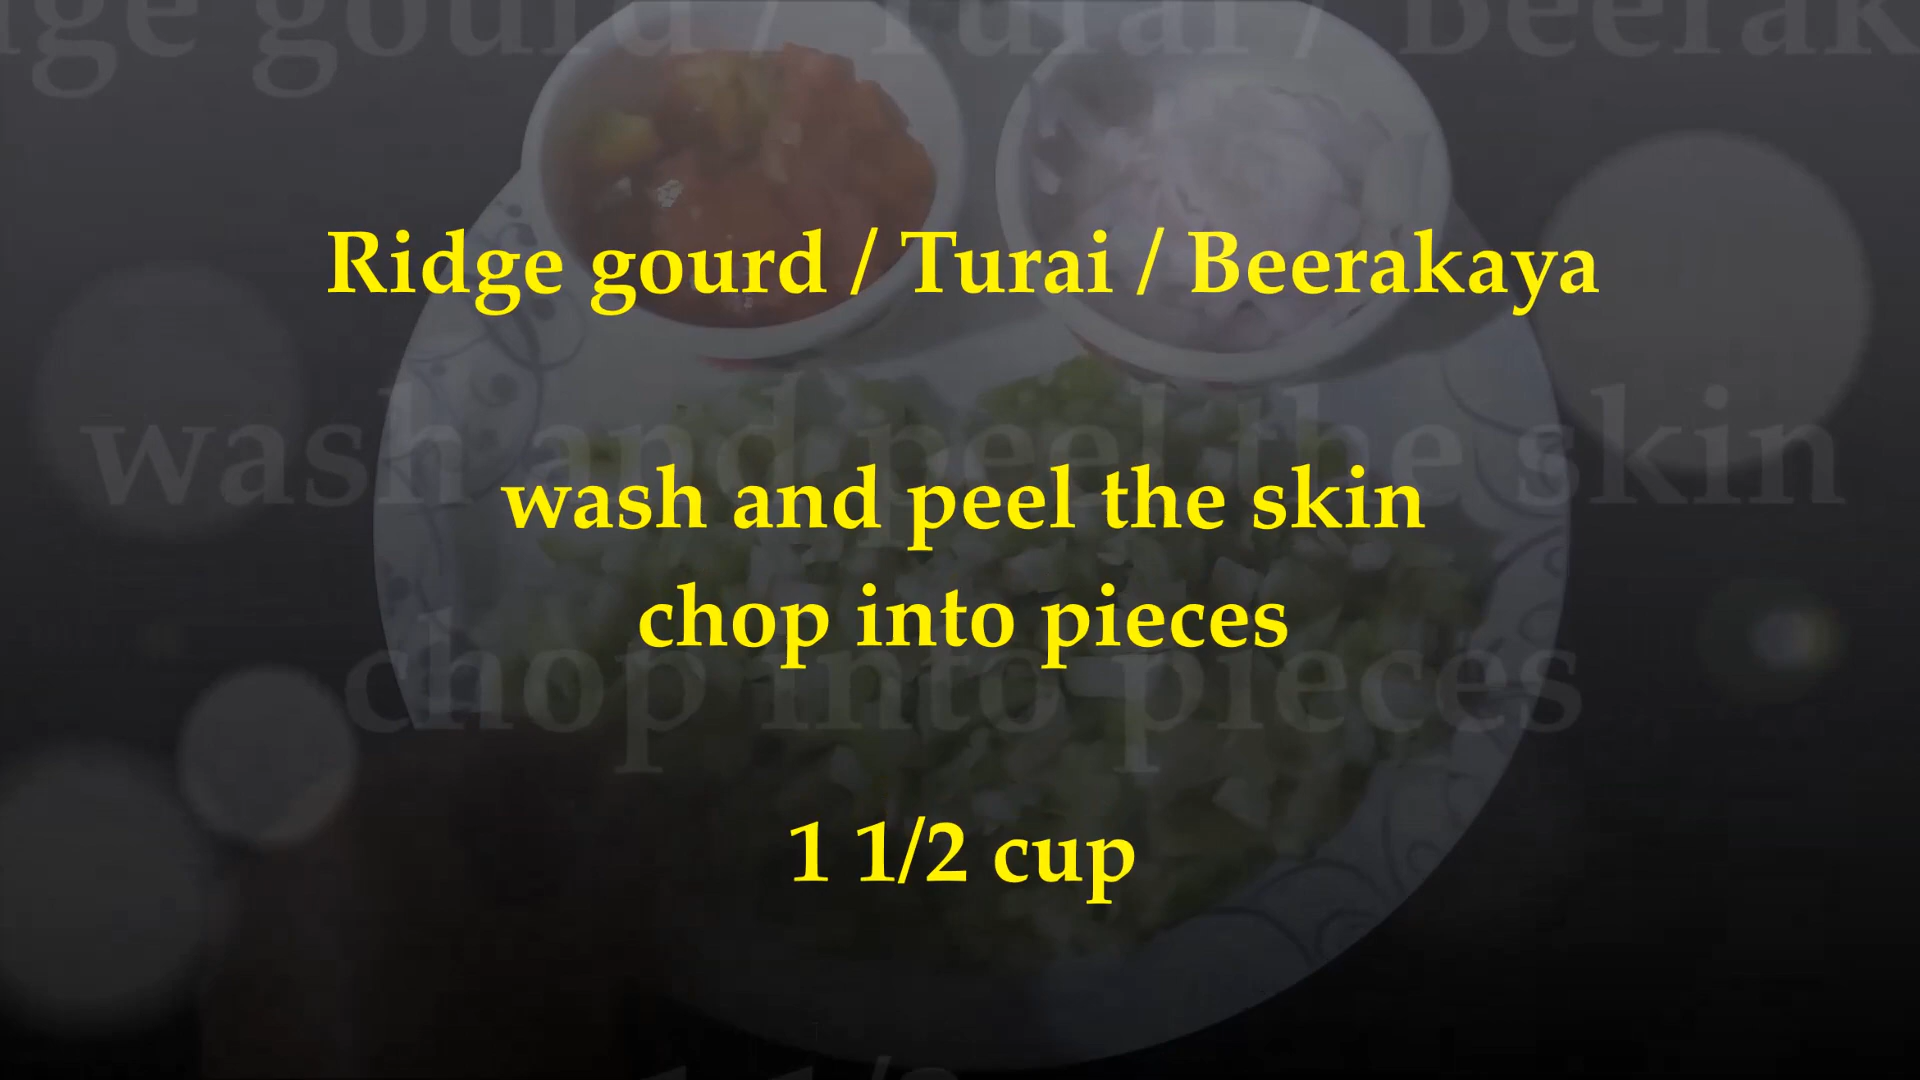 Ridge gourd / Turai / Beerakaya
wash and peel the skin
chop into pieces
1 1/2 cup